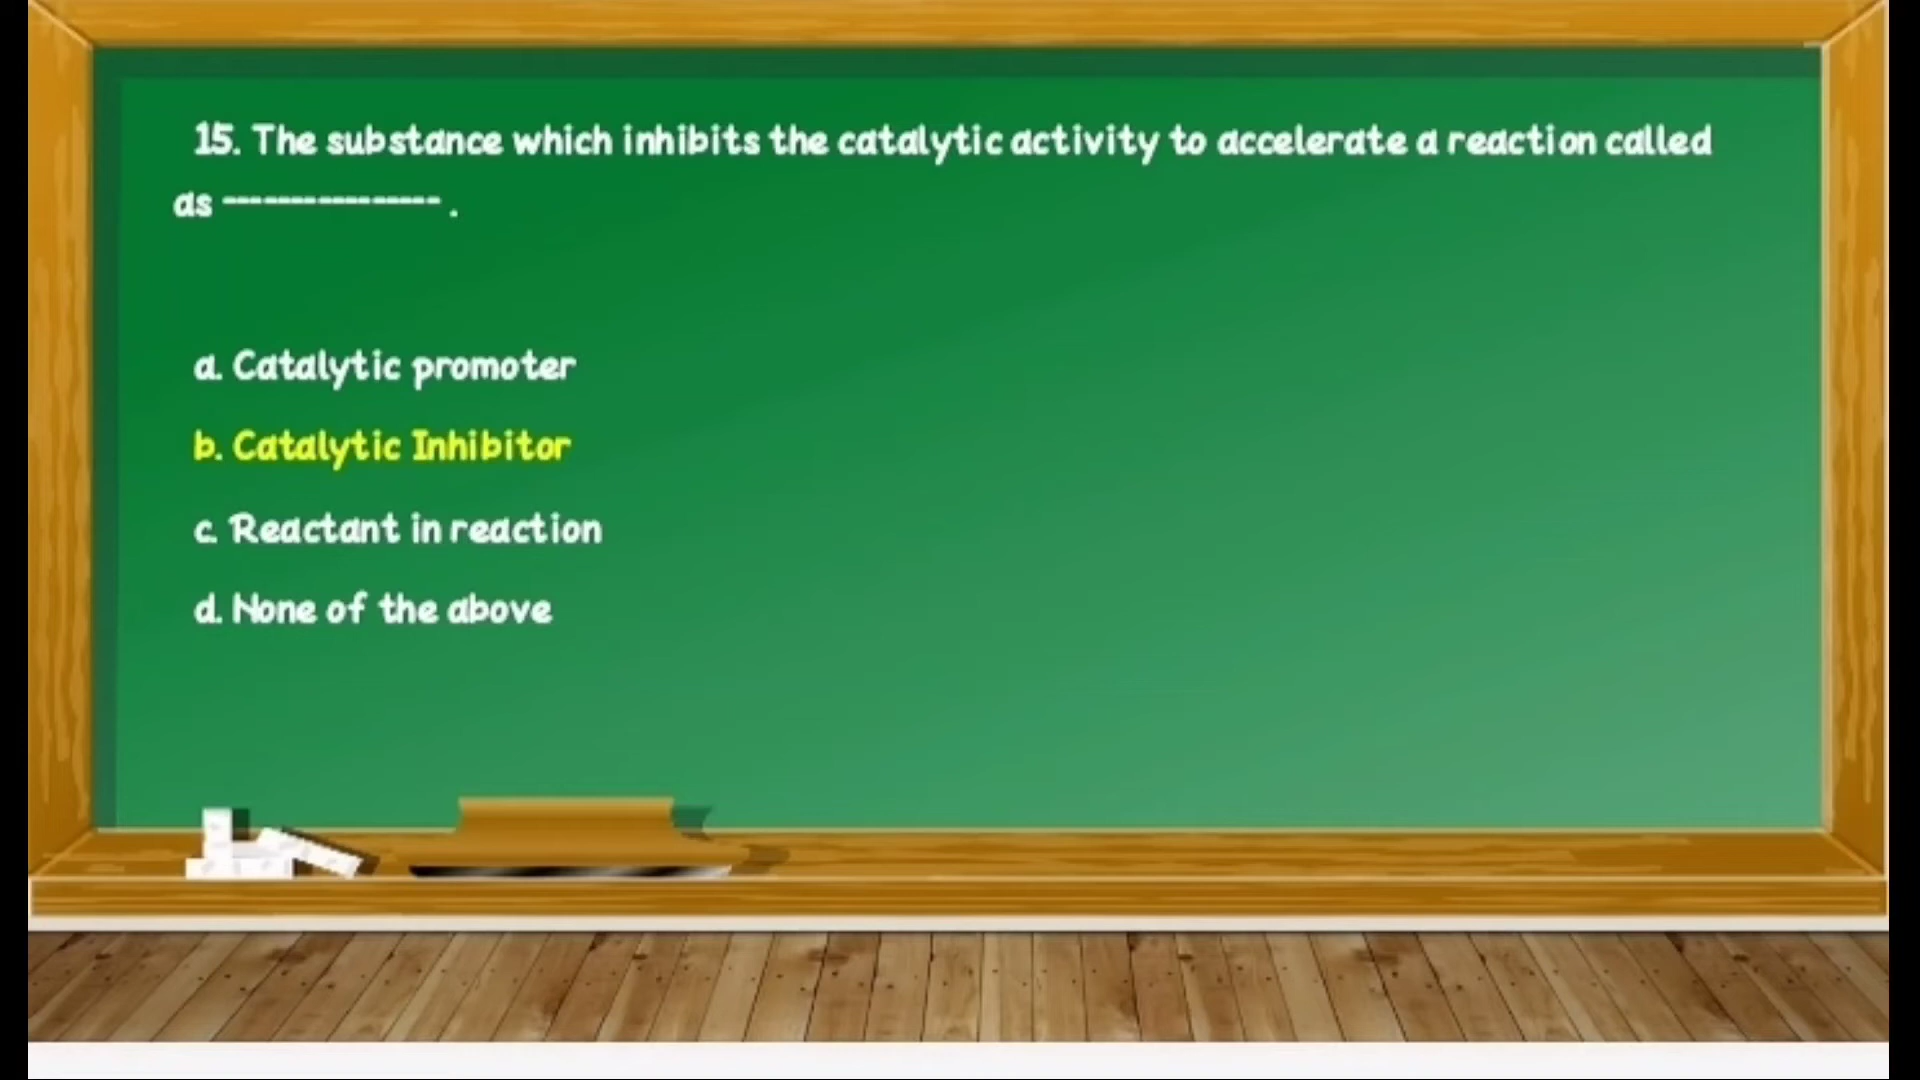 15. The substance which inhibits the catalytic activity to accelerate a reaction called
as ---------------- .
a. Catalytic promoter
b. Catalytic Inhibitor
c. Reactant in reaction
d. None of the above